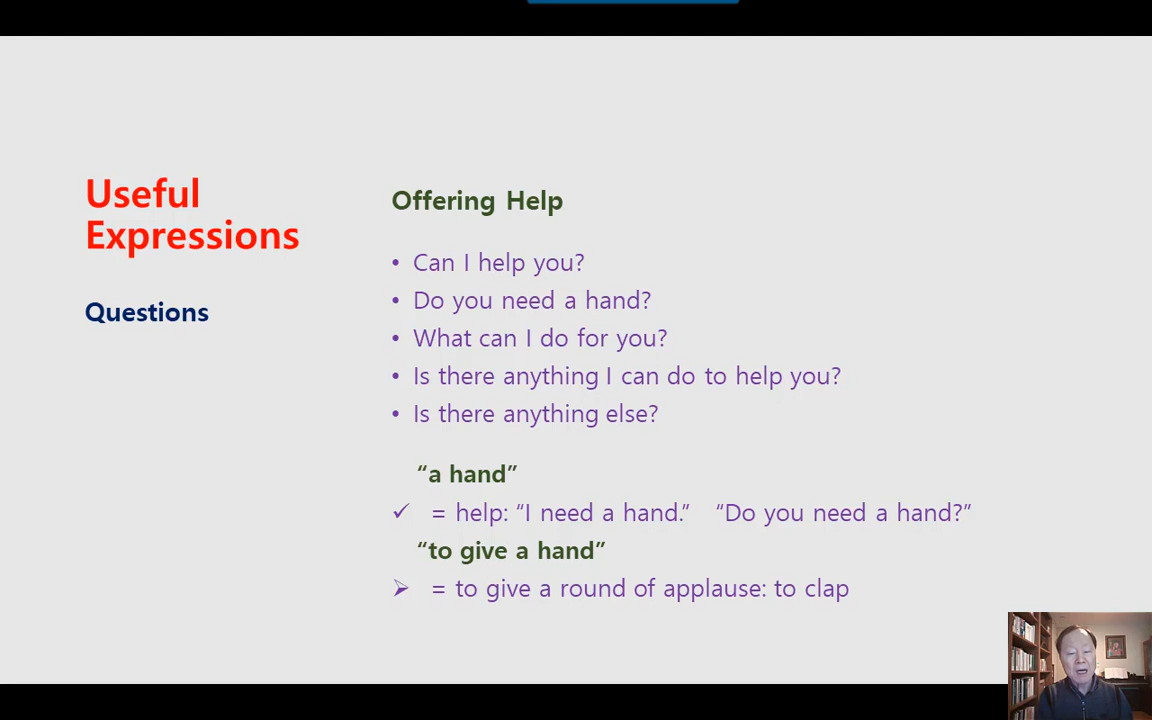 Useful
Expressions
Questions
Offering Help
• Can I help you?
• Do you need a hand?
• What can I do for you?
• Is there anything I can do to help you?
• Is there anything else?
“a hand”
✓ = help: “I need a hand.” “Do you need a hand?”
“to give a hand”
➢ = to give a round of applause: to clap